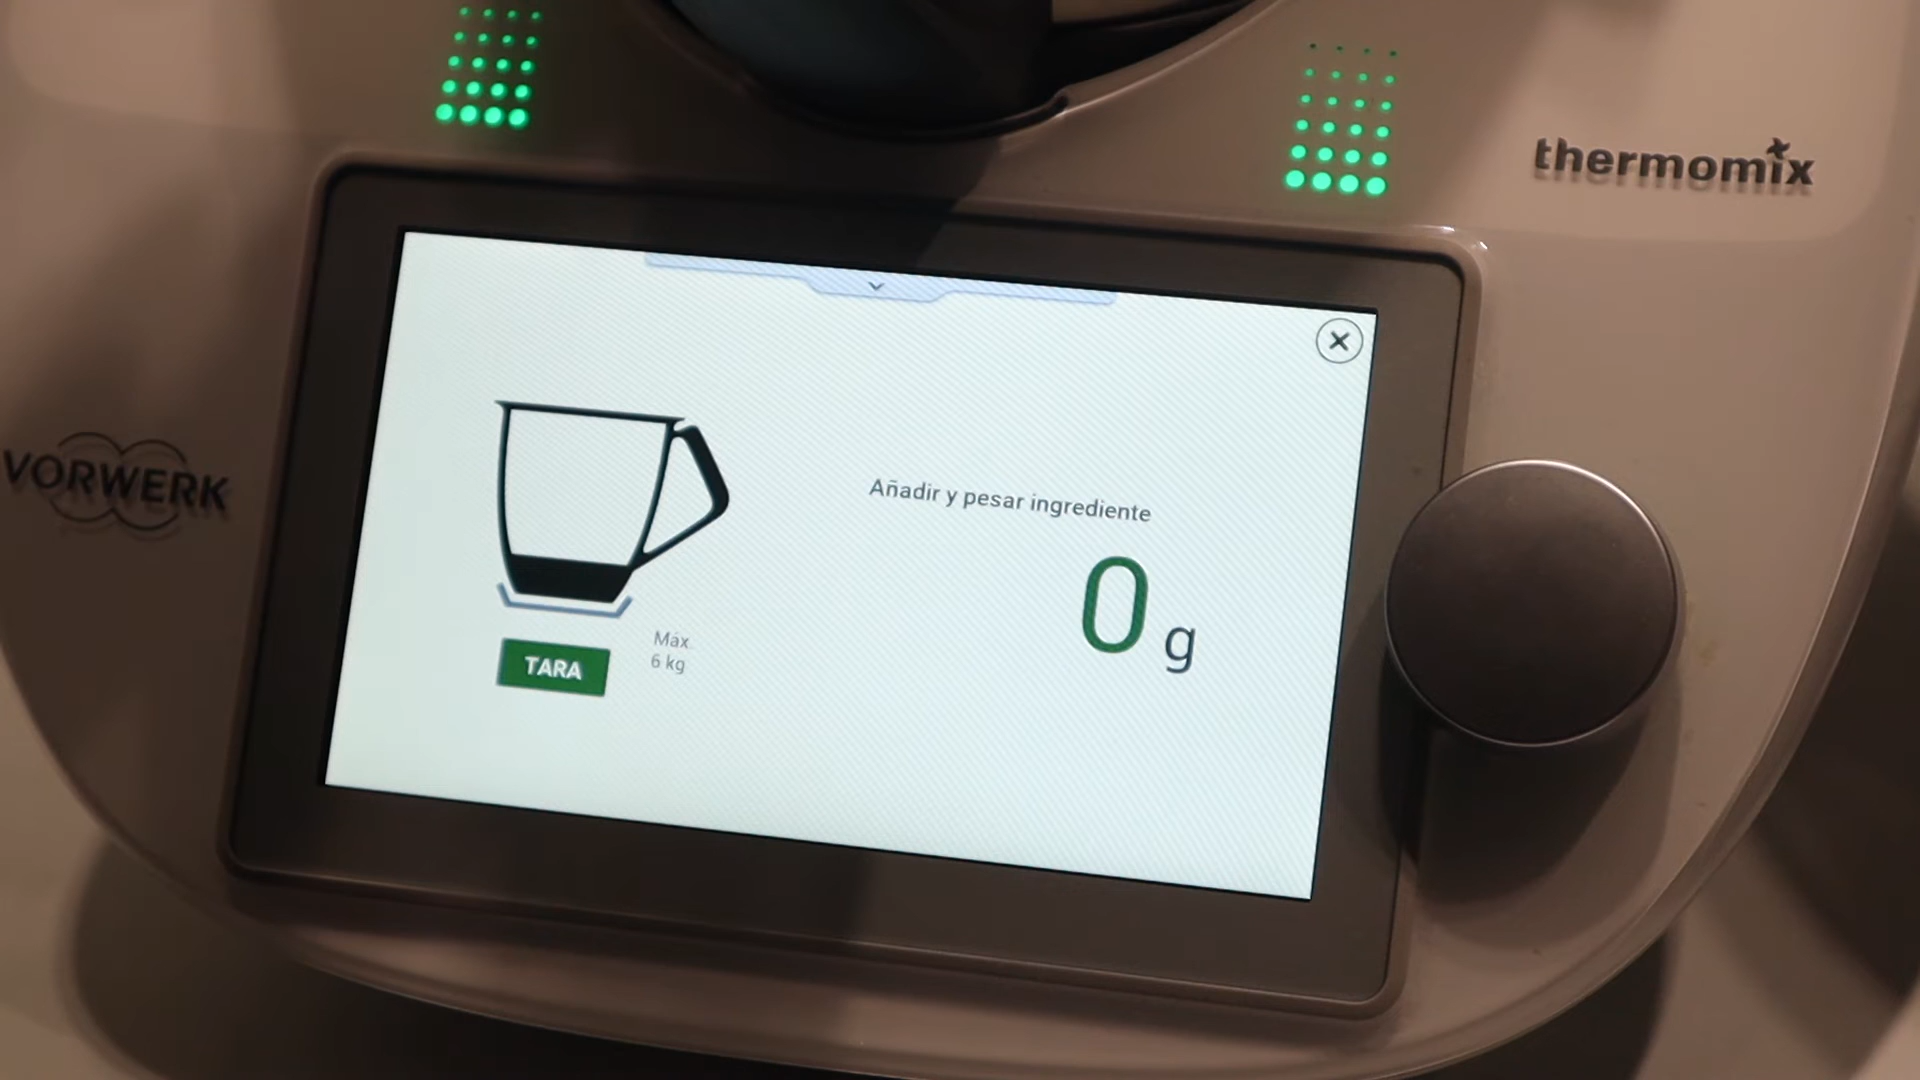 thermomix
VORWERK
Añadir y pesar ingrediente
0 g
TARA
Máx.
6 kg